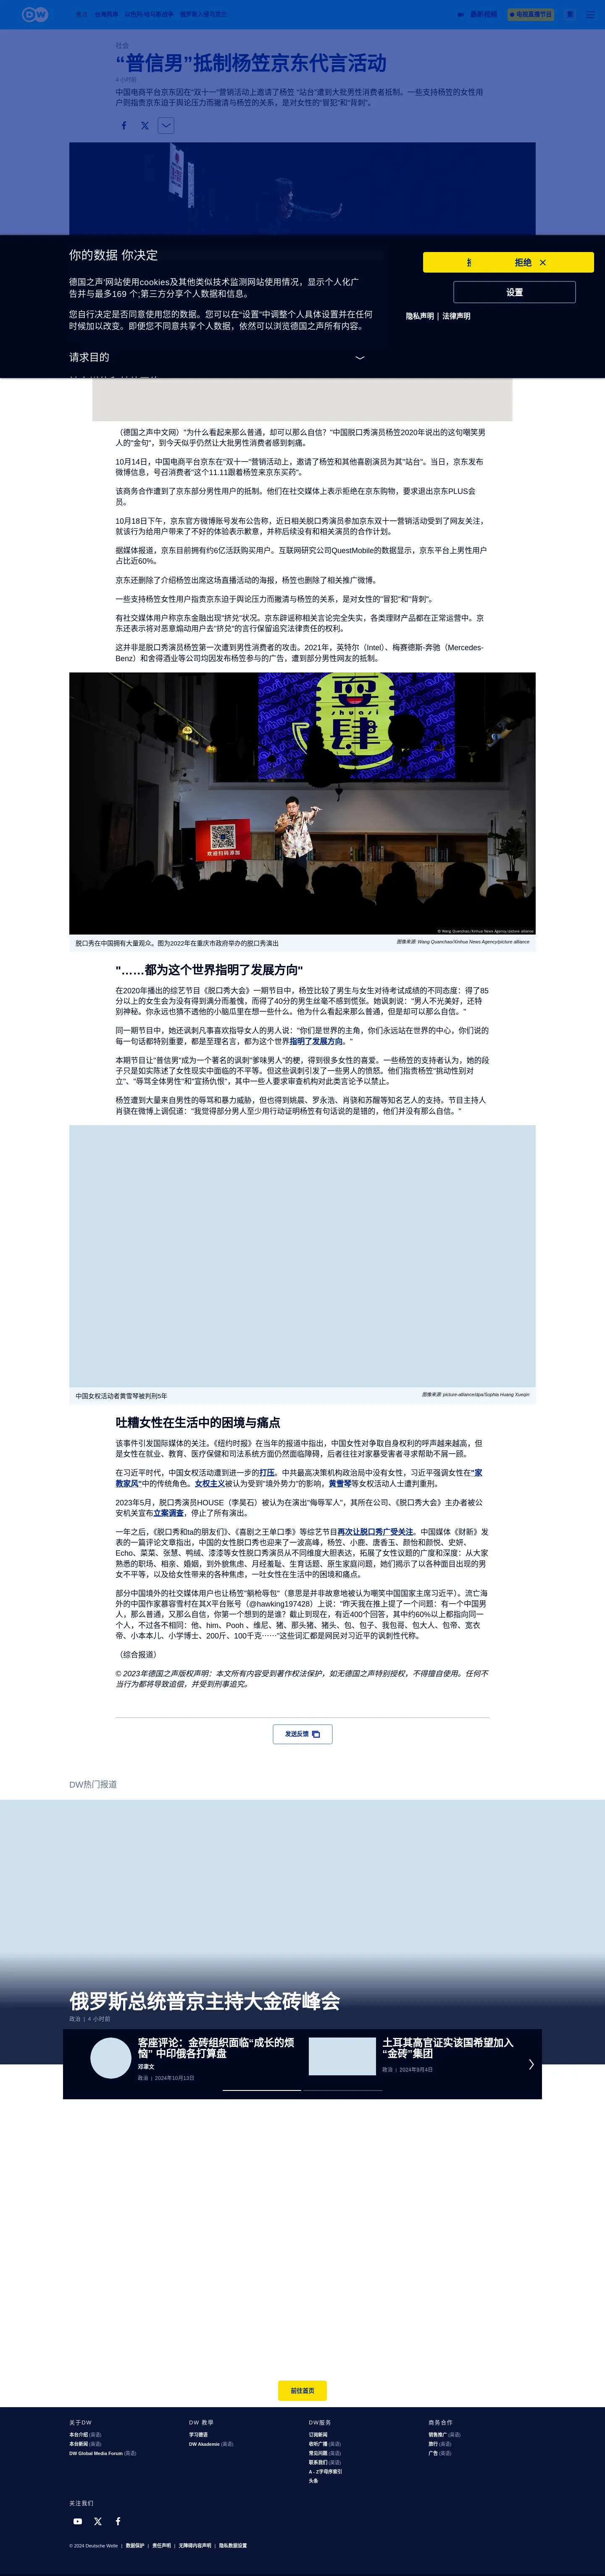 DW
最新视频
电视直播节目
社会
“普信男”抵制杨笠京东代言活动
4 小时前
中国电商平台京东因在“双十一”营销活动上邀请了杨笠 “站台”遭到大批男性消费者抵制。一些支持杨笠的女性用
户则指责京东迫于舆论压力而撇清与杨笠的关系，是对女性的“冒犯”和“背刺”。
你的数据 你决定
德国之声'网站使用cookies及其他类似技术监测网站使用情况，显示个人化广
告并与最多169 个;第三方分享个人数据和信息。
您自行决定是否同意使用您的数据。您可以在"设置"中调整个人具体设置并在任何
时候加以改变。即便您不同意共享个人数据，依然可以浏览德国之声所有内容。
请求目的
拒绝
设置
隐私声明 | 法律声明
（德国之声中文网）"为什么看起来那么普通，却可以那么自信？"中国脱口秀演员杨笠2020年说出的这句嘲笑男
人的"金句"，到今天似乎仍然让大批男性消费者感到刺痛。
10月14日，中国电商平台京东在"双十一"营销活动上，邀请了杨笠和其他喜剧演员为其"站台"。当日，京东发布
微博信息，号召消费者"这个11.11跟着杨笠来京东买药"。
该商务合作遭到了京东部分男性用户的抵制。他们在社交媒体上表示拒绝在京东购物，要求退出京东PLUS会
员。
10月18日下午，京东官方微博账号发布公告称，近日相关脱口秀演员参加京东双十一营销活动受到了网友关注，
就该行为给用户带来了不好的体验表示歉意，并称后续没有和相关演员的合作计划。
据媒体报道，京东目前拥有约6亿活跃购买用户。互联网研究公司QuestMobile的数据显示，京东平台上男性用户
占比近60%。
京东还删除了介绍杨笠出席这场直播活动的海报，杨笠也删除了相关推广微博。
一些支持杨笠女性用户指责京东迫于舆论压力而撇清与杨笠的关系，是对女性的"冒犯"和"背刺"。
有社交媒体用户称京东金融出现“挤兑”状况。京东辟谣称相关言论完全失实，各类理财产品都在正常运营中。京
东还表示将对恶意煽动用户去“挤兑”的言行保留追究法律责任的权利。
这并非是脱口秀演员杨笠第一次遭到男性消费者的攻击。2021年，英特尔（Intel）、梅赛德斯-奔驰（Mercedes-
Benz）和舍得酒业等公司均因发布杨笠参与的广告，遭到部分男性网友的抵制。
欢迎扫码添加
© Wang Quanchao/Xinhua News Agency/picture alliance
脱口秀在中国拥有大量观众。图为2022年在重庆市政府举办的脱口秀演出
图像来源: Wang Quanchao/Xinhua News Agency/picture alliance
"……都为这个世界指明了发展方向"
在2020年播出的综艺节目《脱口秀大会》一期节目中，杨笠比较了男生与女生对待考试成绩的不同态度：得了85
分以上的女生会为没有得到满分而羞愧，而得了40分的男生丝毫不感到慌张。她讽刺说："男人不光美好，还特
别神秘。你永远也猜不透他的小脑瓜里在想一些什么。他为什么看起来那么普通，但是却可以那么自信。"
同一期节目中，她还讽刺凡事喜欢指导女人的男人说："你们是世界的主角，你们永远站在世界的中心，你们说的
每一句话都特别重要，都是至理名言，都为这个世界指明了发展方向。"
本期节目让"普信男"成为一个著名的讽刺"爹味男人"的梗，得到很多女性的喜爱。一些杨笠的支持者认为，她的段
子只是如实陈述了女性现实中面临的不平等。但这些讽刺引发了一些男人的愤怒。他们指责杨笠"挑动性别对
立"、"辱骂全体男性"和"宣扬仇恨"，其中一些人要求审查机构对此类言论予以禁止。
杨笠遭到大量来自男性的辱骂和暴力威胁，但也得到姚晨、罗永浩、肖骁和苏醒等知名艺人的支持。节目主持人
肖骁在微博上调侃道："我觉得部分男人至少用行动证明杨笠有句话说的是错的，他们并没有那么自信。"
中国女权活动者黄雪琴被判刑5年
图像来源: picture-alliance/dpa/Sophia Huang Xueqin
吐糟女性在生活中的困境与痛点
该事件引发国际媒体的关注。《纽约时报》在当年的报道中指出，中国女性对争取自身权利的呼声越来越高，但
是女性在就业、教育、医疗保健和司法系统方面仍然面临障碍，后者往往对家暴受害者寻求帮助不屑一顾。
在习近平时代，中国女权活动遭到进一步的打压。中共最高决策机构政治局中没有女性，习近平强调女性在"家
教家风"中的传统角色。女权主义被认为受到"境外势力"的影响，黄雪琴等女权活动人士遭判重刑。
2023年5月，脱口秀演员HOUSE（李昊石）被认为在演出"侮辱军人"，其所在公司、《脱口秀大会》主办者被公
安机关宣布立案调查，停止了所有演出。
一年之后，《脱口秀和ta的朋友们》、《喜剧之王单口季》等综艺节目再次让脱口秀广受关注。中国媒体《财新》发
表的一篇评论文章指出，中国的女性脱口秀也迎来了一波高峰，杨笠、小鹿、唐香玉、颜怡和颜悦、史妍、
Echo、菜菜、张慧、鸭绒、漆漆等女性脱口秀演员从不同维度大胆表达，拓展了女性议题的广度和深度：从大家
熟悉的职场、相亲、婚姻，到外貌焦虑、月经羞耻、生育话题、原生家庭问题，她们揭示了以各种面目出现的男
女不平等，以及给女性带来的各种焦虑，一吐女性在生活中的困境和痛点。
部分中国境外的社交媒体用户也让杨笠"躺枪辱包"（意思是并非故意地被认为嘲笑中国国家主席习近平）。流亡海
外的中国作家慕容雪村在其X平台账号（@hawking197428）上说："昨天我在推上提了一个问题：有一个中国男
人，那么普通，又那么自信，你第一个想到的是谁？截止到现在，有近400个回答，其中约60%以上都指向同一
个人，不过各不相同：他、him、Pooh 、维尼、猪、那头猪、猪头、包、包子、我包哥、包大人、包帝、宽衣
帝、小本本儿、小学博士、200斤、100千克……"这些词汇都是网民对习近平的讽刺性代称。
（综合报道）
© 2023年德国之声版权声明：本文所有内容受到著作权法保护，如无德国之声特别授权，不得擅自使用。任何不
当行为都将导致追偿，并受到刑事追究。
发送反馈
DW热门报道
俄罗斯总统普京主持大金砖峰会
政治 | 4 小时前
客座评论：金砖组织面临“成长的烦
恼” 中印俄各打算盘
邓聿文
政治 | 2024年10月13日
土耳其高官证实该国希望加入
“金砖”集团
政治 | 2024年9月4日
前往首页
关于DW
本台介绍 (英语)
本台新闻 (英语)
DW Global Media Forum (英语)
DW 教學
学习德语
DW Akademie (英语)
DW服务
订阅新闻
收听广播 (英语)
常见问题 (英语)
联系我们 (英语)
A - Z字母序索引
头条
商务合作
销售推广 (英语)
旅行 (英语)
广告 (英语)
关注我们
© 2024 Deutsche Welle | 数据保护 | 责任声明 | 无障碍内容声明 | 隐私数据设置